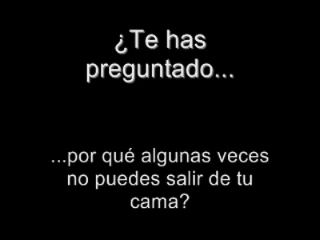 ¿Te has
preguntado...
...por qué algunas veces
no puedes salir de tu
cama?